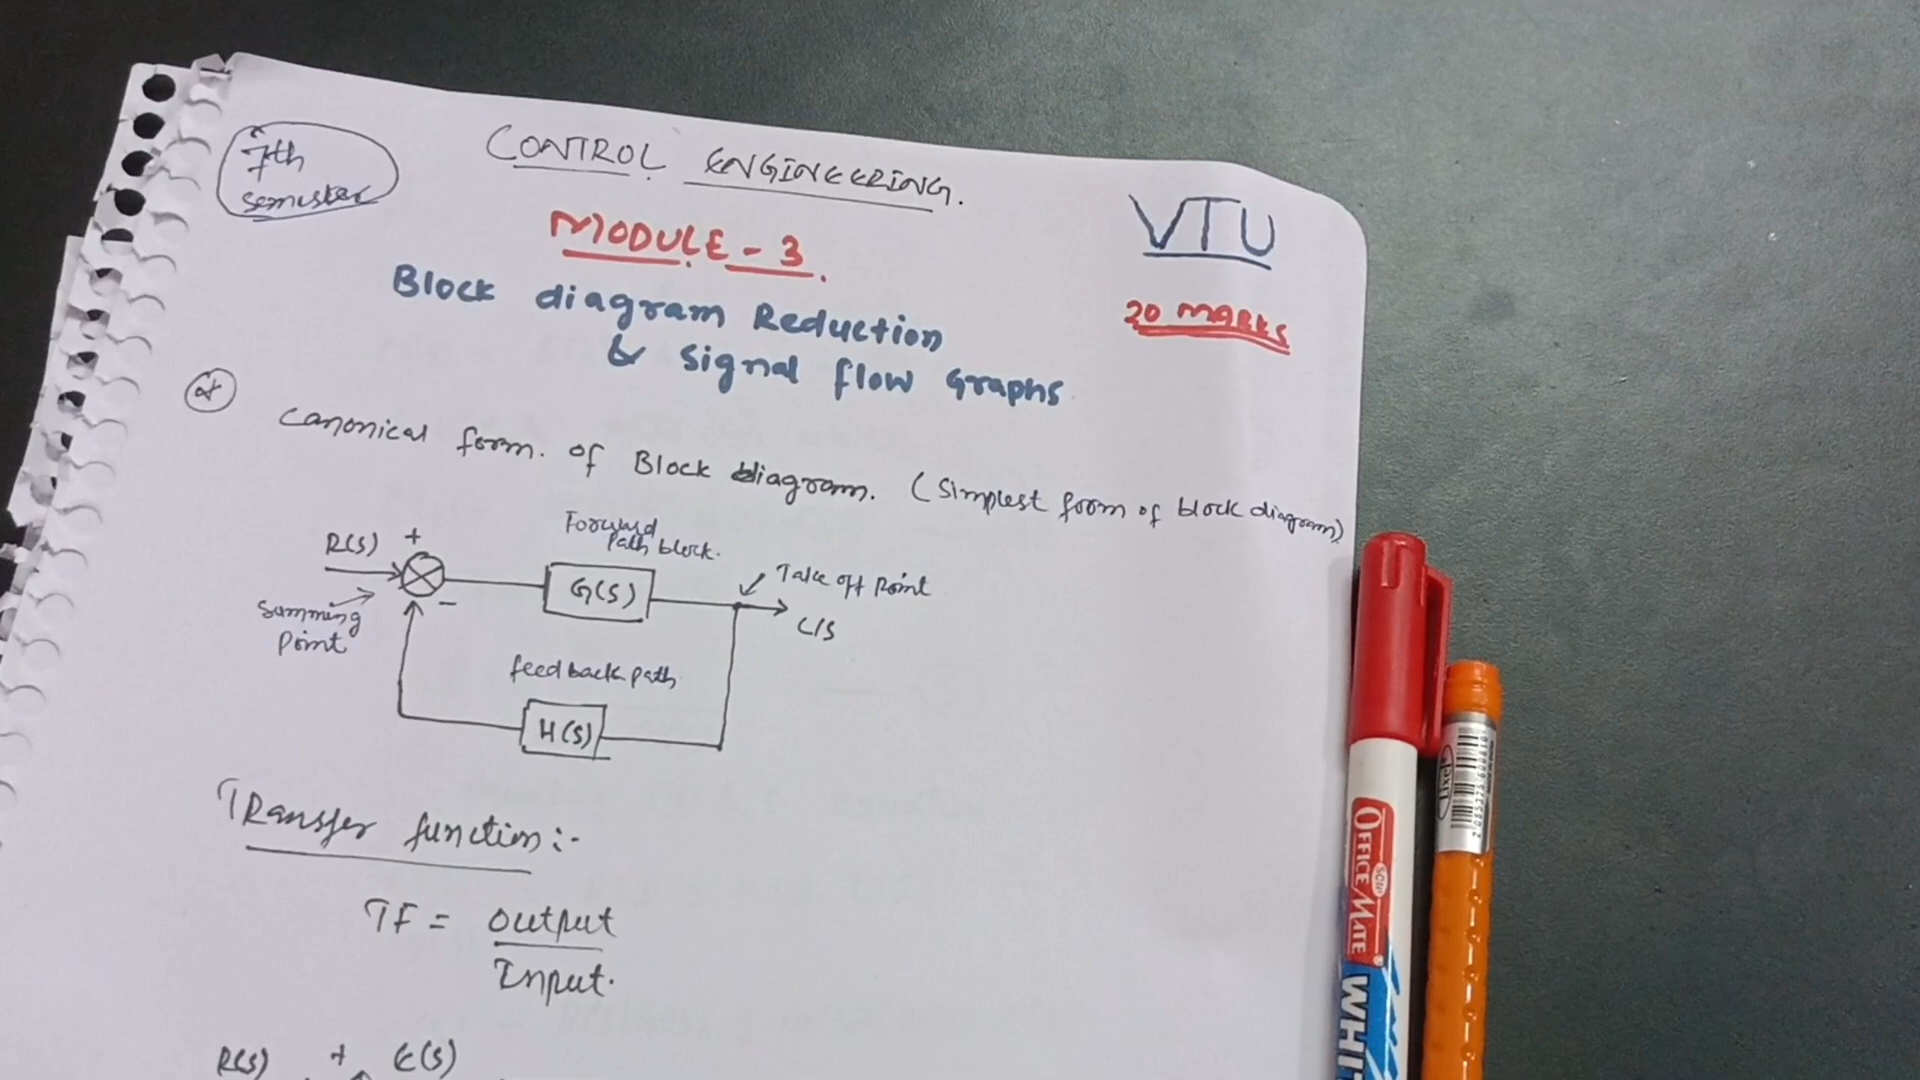 7th
semester
CONTROL ENGINEERING.
VTU
MODULE - 3.
20 MARKS
Block diagram Reduction
& signal flow Graphs
canonical form. of Block diagram. (simplest form of block diagram)
Forward
Path block.
R(S) +
G(S)
Take off Point
C/S
summing
point
-
feed back path
H(S)
TRansfer function :-
TF = output
Input.
R(S) + E(S)
OFFICE MATE
WHI